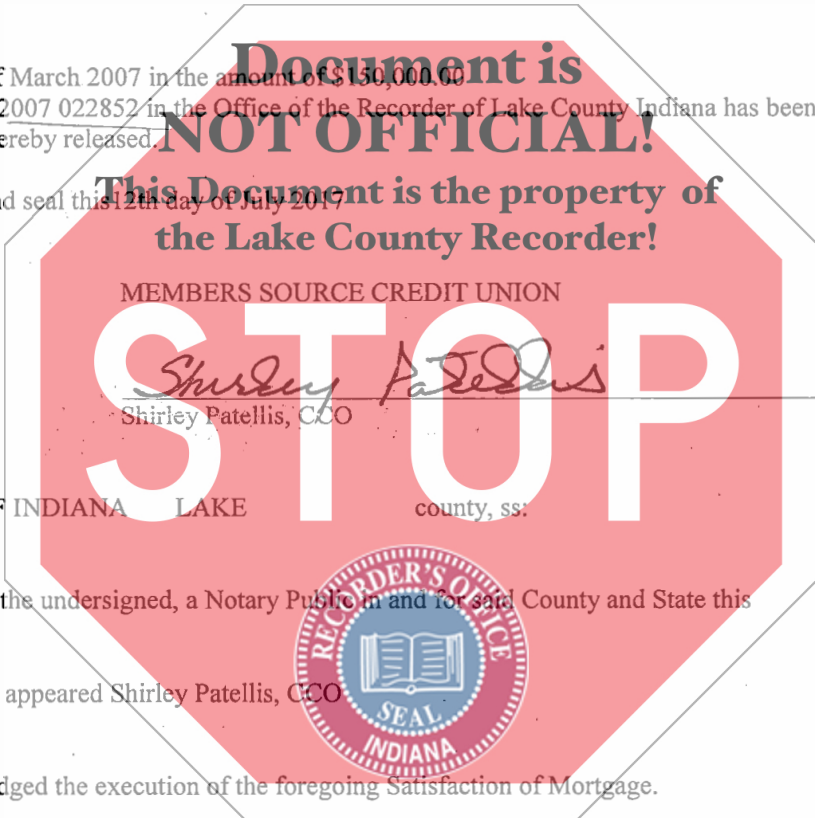 Document is
f March 2007 in the amount of $150,000.00
2007 022852 in the Office of the Recorder of Lake County Indiana has been
ereby released.
NOT OFFICIAL!
This Document is the property of
d seal this 12th day of July 2017
the Lake County Recorder!
MEMBERS SOURCE CREDIT UNION
Shirley Patellis
Shirley Patellis, CCO
STOP
F INDIANA LAKE county, ss:
RECORDER'S OFFICE
the undersigned, a Notary Public in and for said County and State this
appeared Shirley Patellis, CCO
SEAL
INDIANA
dged the execution of the foregoing Satisfaction of Mortgage.